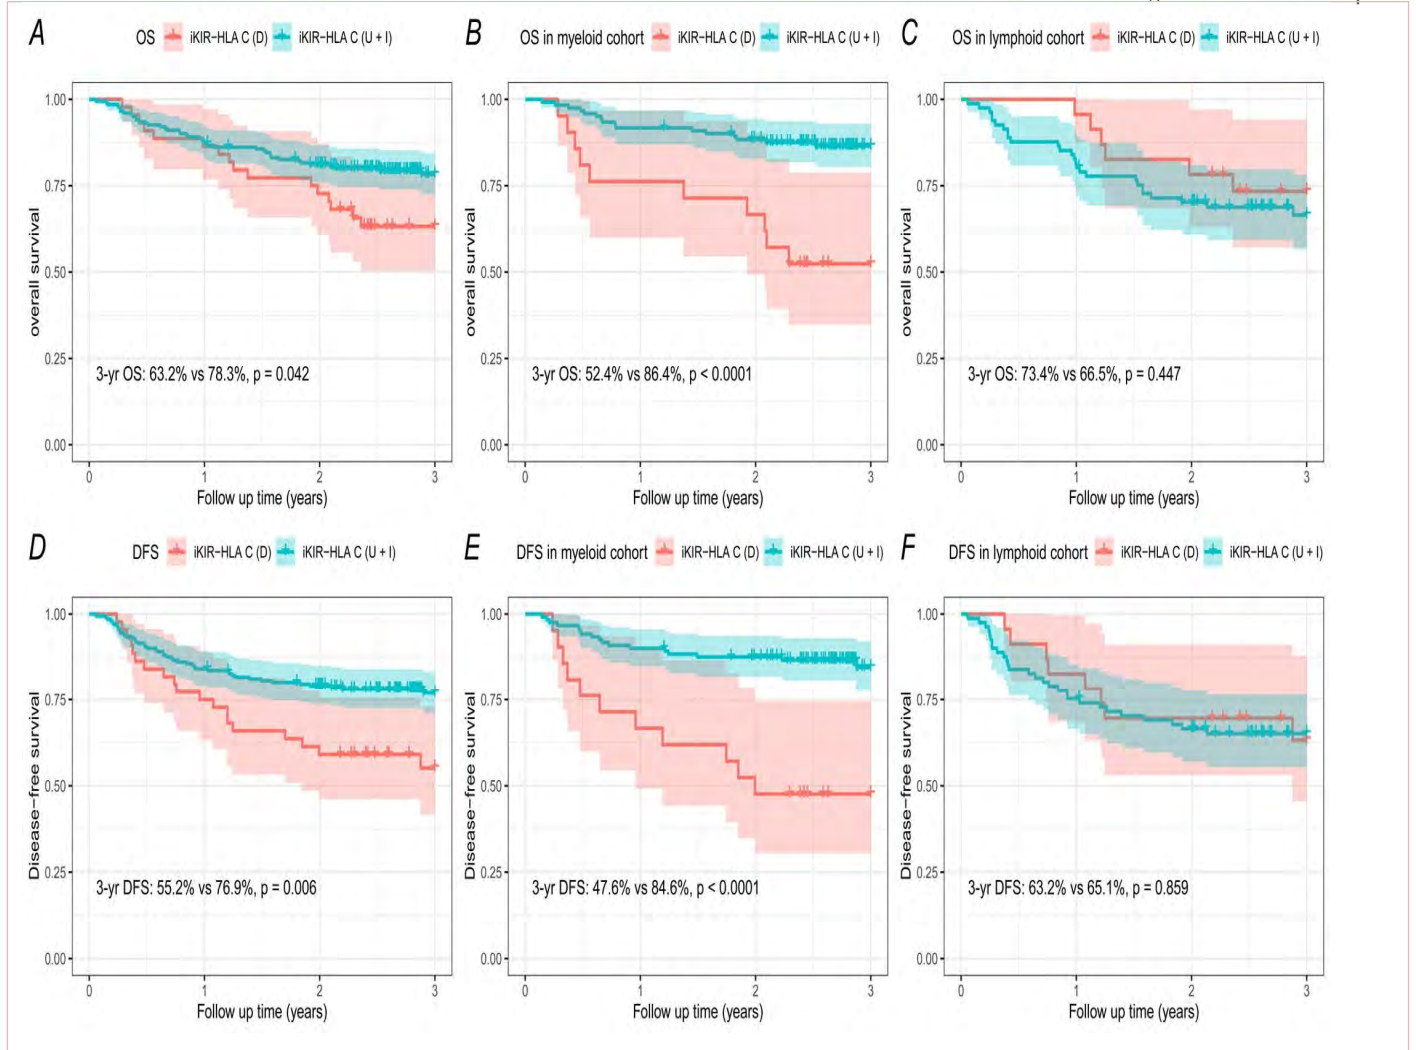 A OS iKIR−HLA C (D) iKIR−HLA C (U + I)
1.00
0.75
0.50
0.25
0.00
overall survival
3-yr OS: 63.2% vs 78.3%, p = 0.042
0 1 2 3
Follow up time (years)
B OS in myeloid cohort iKIR−HLA C (D) iKIR−HLA C (U + I)
1.00
0.75
0.50
0.25
0.00
overall survival
3-yr OS: 52.4% vs 86.4%, p < 0.0001
0 1 2 3
Follow up time (years)
C OS in lymphoid cohort iKIR−HLA C (D) iKIR−HLA C (U + I)
1.00
0.75
0.50
0.25
0.00
overall survival
3-yr OS: 73.4% vs 66.5%, p = 0.447
0 1 2 3
Follow up time (years)
D DFS iKIR−HLA C (D) iKIR−HLA C (U + I)
1.00
0.75
0.50
0.25
0.00
Disease−free survival
3-yr DFS: 55.2% vs 76.9%, p = 0.006
0 1 2 3
Follow up time (years)
E DFS in myeloid cohort iKIR−HLA C (D) iKIR−HLA C (U + I)
1.00
0.75
0.50
0.25
0.00
Disease−free survival
3-yr DFS: 47.6% vs 84.6%, p < 0.0001
0 1 2 3
Follow up time (years)
F DFS in lymphoid cohort iKIR−HLA C (D) iKIR−HLA C (U + I)
1.00
0.75
0.50
0.25
0.00
Disease−free survival
3-yr DFS: 63.2% vs 65.1%, p = 0.859
0 1 2 3
Follow up time (years)